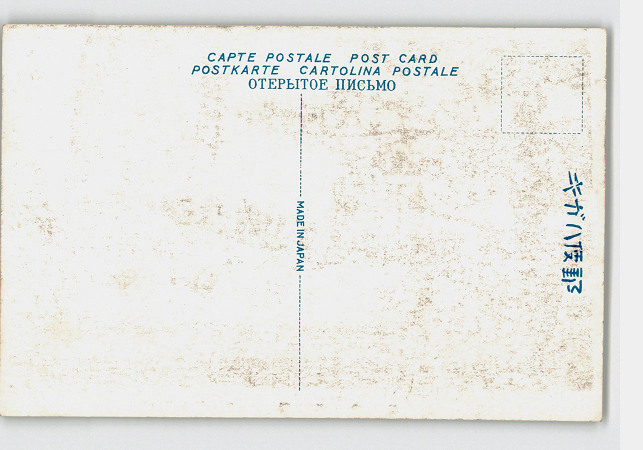 CAPTE POSTALE POST CARD
POSTKARTE CARTOLINA POSTALE
ОТЕРЫТОЕ ПИСЬМО
MADE IN JAPAN
郵便ハガキ